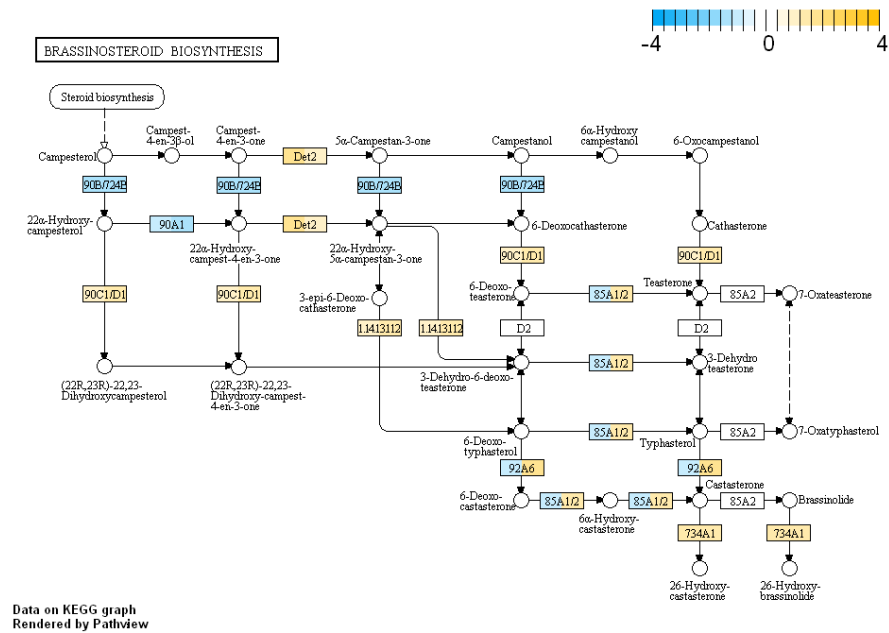 -4
0
4
BRASSINOSTEROID BIOSYNTHESIS
Steroid biosynthesis
Campest-
4-en-3β-ol
Campest-
4-en-3-one
5α-Campestan-3-one
Campestanol
6α-Hydroxy
campestanol
6-Oxocampestanol
Campesterol
Det2
90B/724B
90B/724B
90B/724B
90B/724B
22α-Hydroxy-
campesterol
90A1
Det2
6-Deoxocathasterone
Cathasterone
22α-Hydroxy-
campest-4-en-3-one
22α-Hydroxy-
5α-campestan-3-one
90C1/D1
90C1/D1
90C1/D1
90C1/D1
3-epi-6-Deoxo-
cathasterone
6-Deoxo-
teasterone
85A1/2
Teasterone
85A2
7-Oxateasterone
1.14.13.112
1.14.13.112
D2
D2
(22R,23R)-22,23-
Dihydroxycampesterol
(22R,23R)-22,23-
Dihydroxy-campest-
4-en-3-one
3-Dehydro-6-deoxo-
teasterone
85A1/2
3-Dehydro
teasterone
6-Deoxo-
typhasterol
85A1/2
Typhasterol
85A2
7-Oxatyphasterol
92A6
92A6
6-Deoxo-
castasterone
85A1/2
6α-Hydroxy-
castasterone
85A1/2
Castasterone
85A2
Brassinolide
734A1
734A1
26-Hydroxy-
castasterone
26-Hydroxy-
brassinolide
Data on KEGG graph
Rendered by Pathview